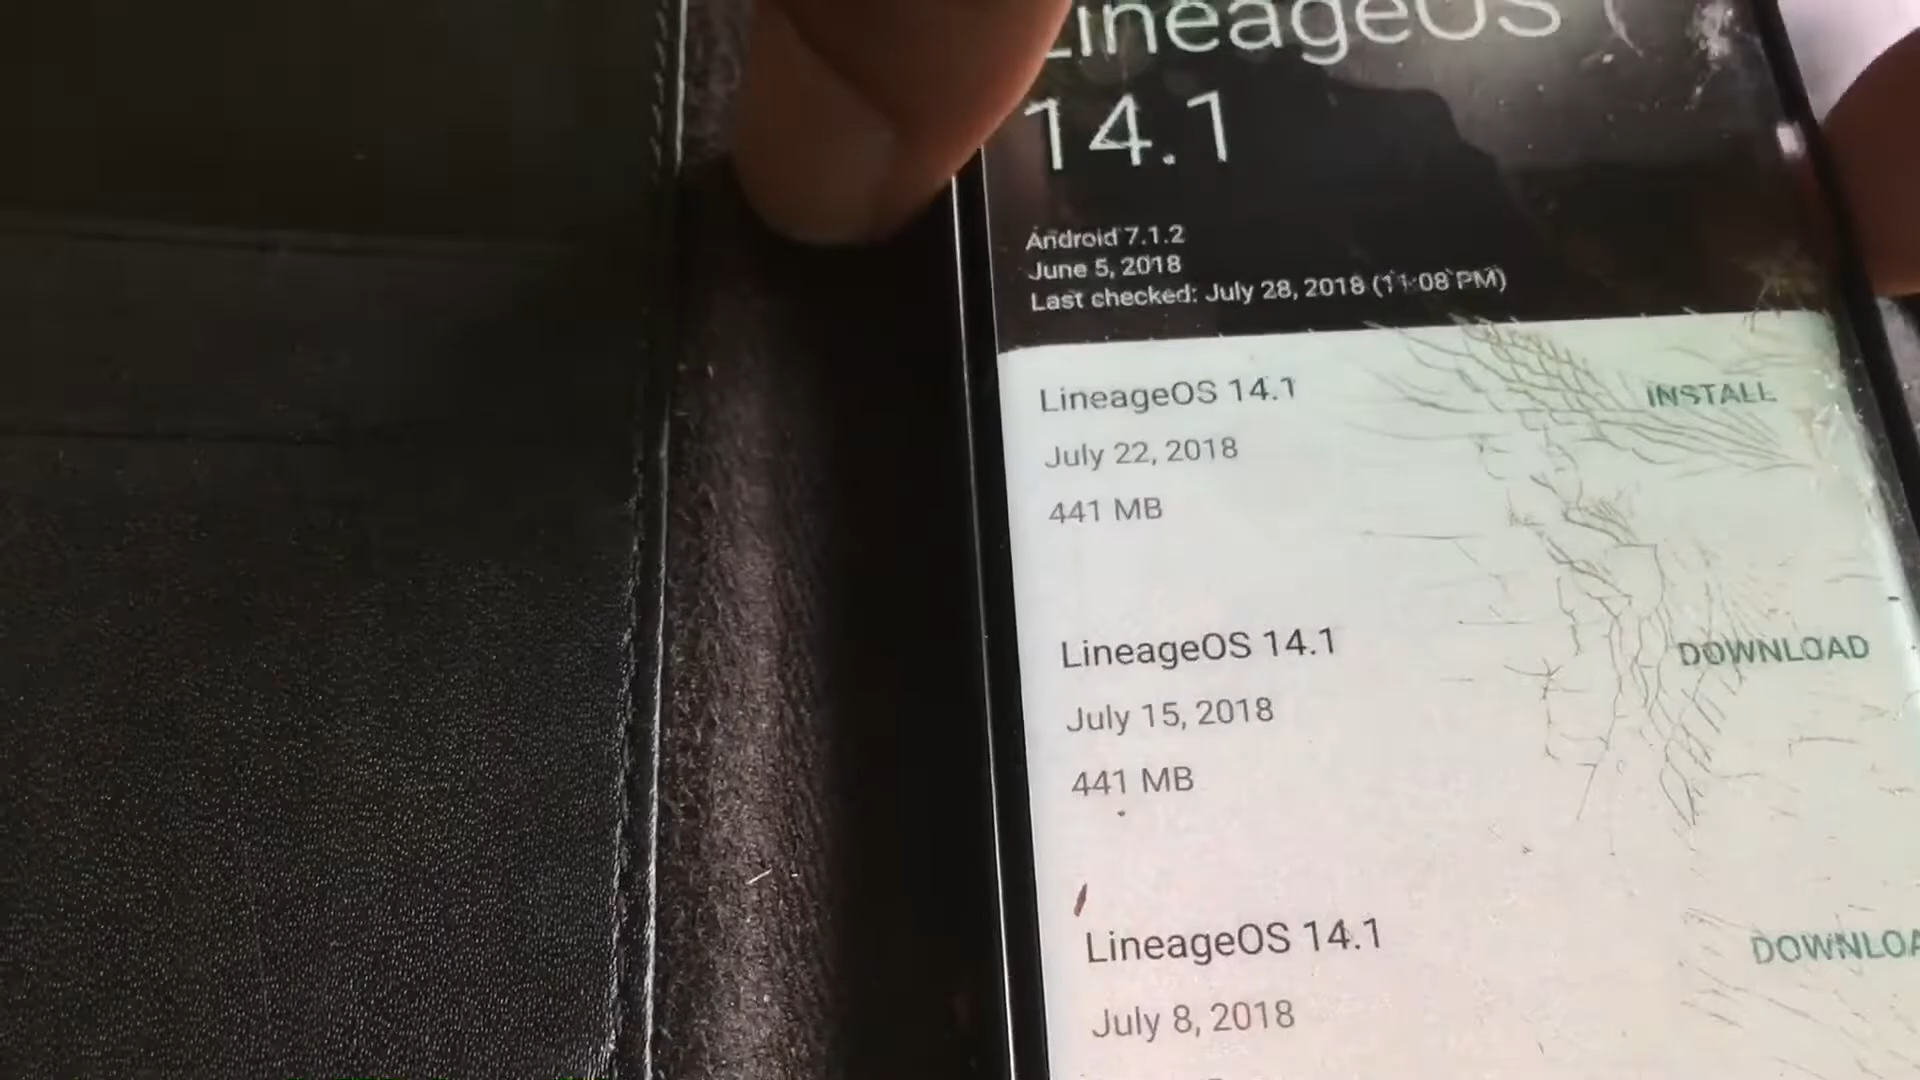 LineageOS
14.1
Android 7.1.2
June 5, 2018
Last checked: July 28, 2018 (11:08 PM)
LineageOS 14.1
INSTALL
July 22, 2018
441 MB
LineageOS 14.1
DOWNLOAD
July 15, 2018
441 MB
LineageOS 14.1
DOWNLOA
July 8, 2018